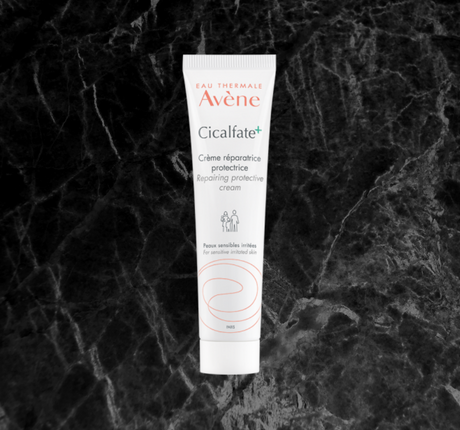 EAU THERMALE
Avène
Cicalfate+
Crème réparatrice
protectrice
Repairing protective
cream
Peaux sensibles irritées
For sensitive irritated skin